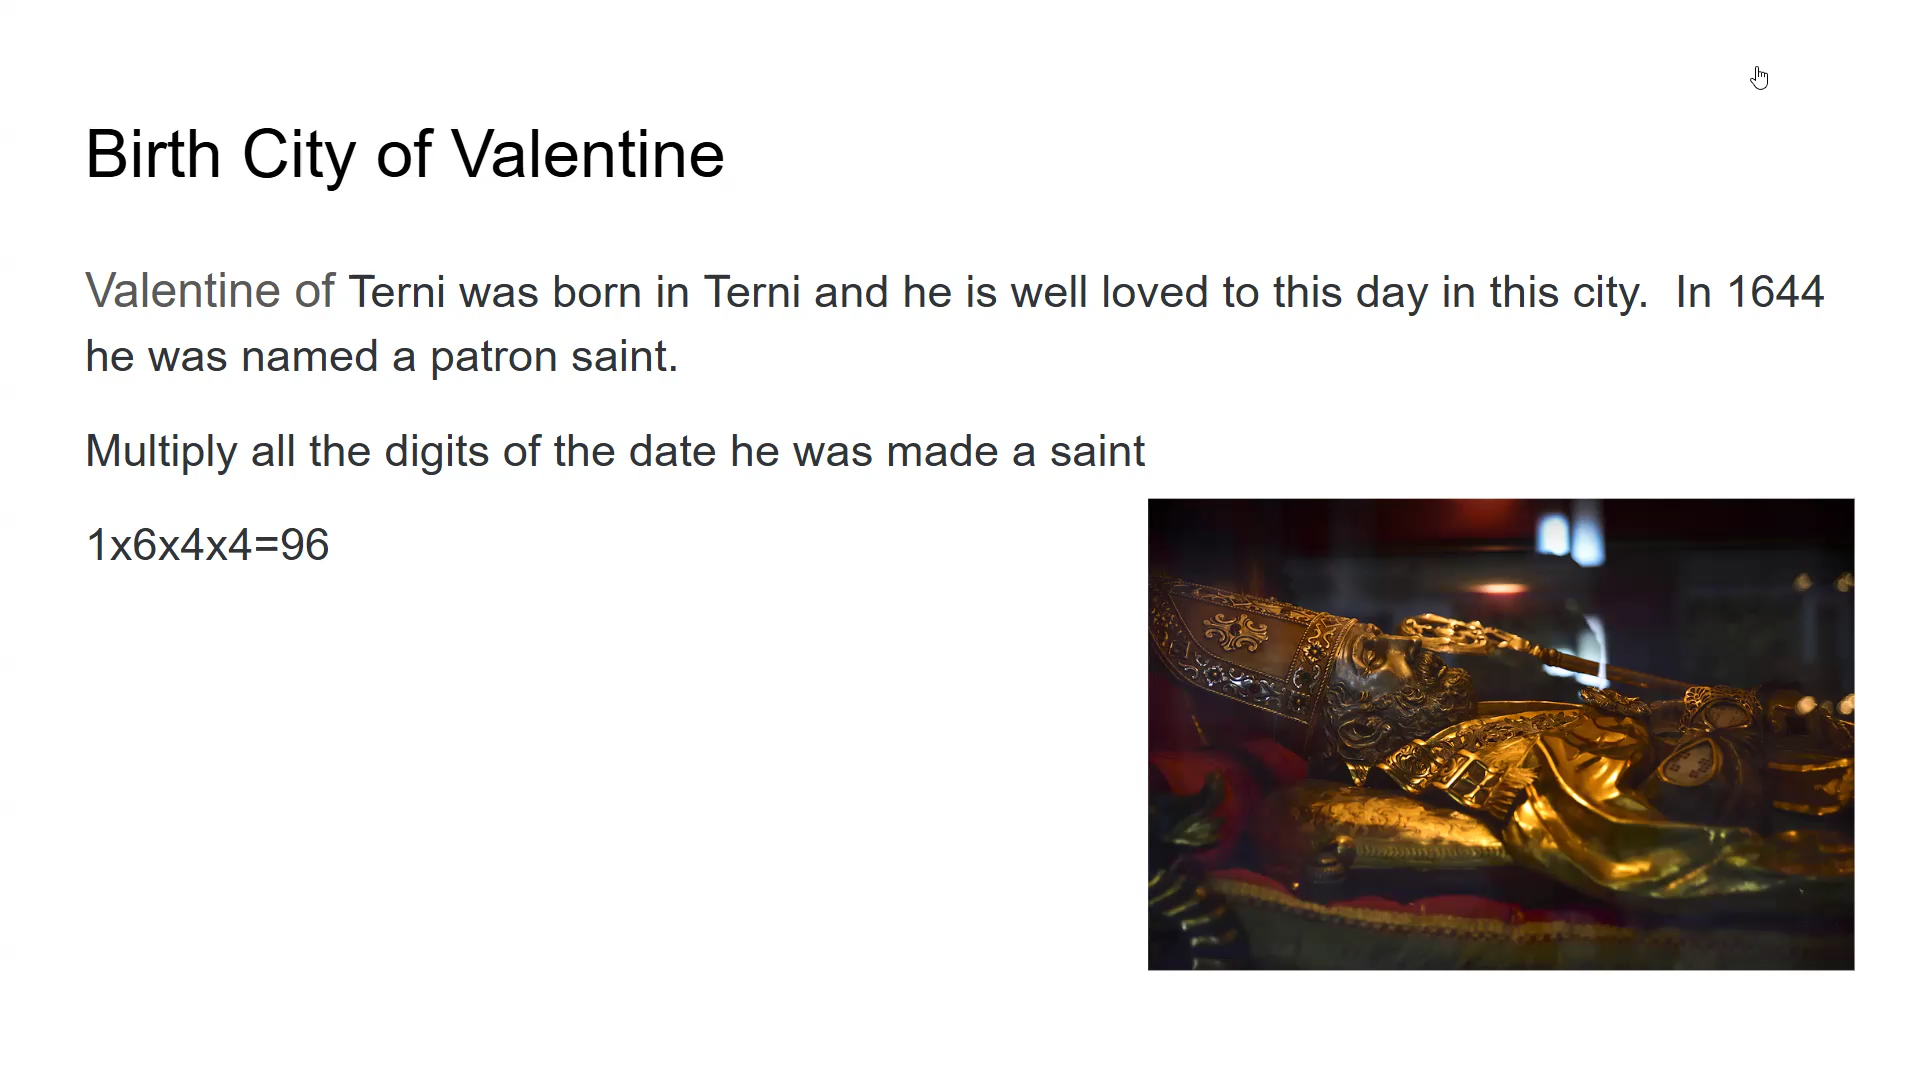 Birth City of Valentine
Valentine of Terni was born in Terni and he is well loved to this day in this city.  In 1644
he was named a patron saint.
Multiply all the digits of the date he was made a saint
1x6x4x4=96